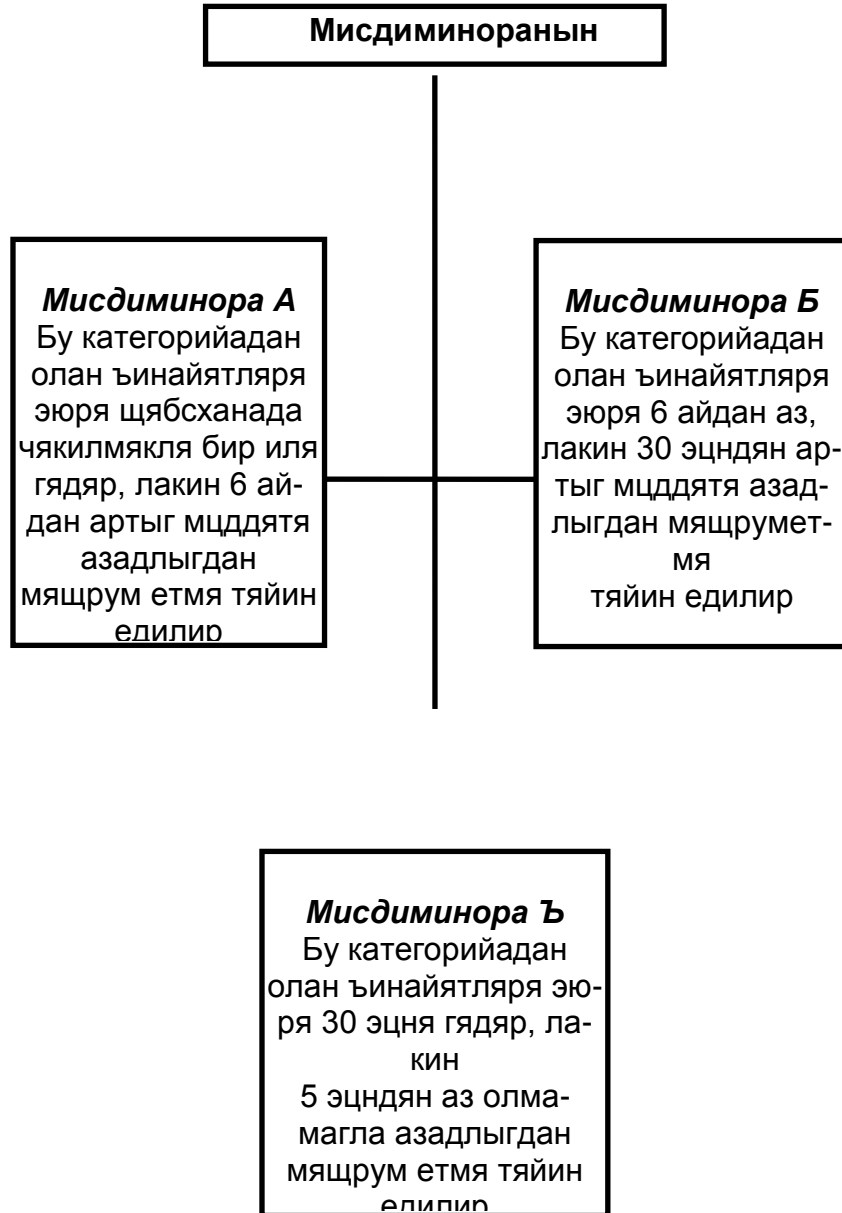 Мисдиминоранын
Мисдиминора А
Бу категорийадан
олан ъинайятляря
эюря щябсханада
чякилмякля бир иля
гядяр, лакин 6 ай-
дан артыг мцддятя
азадлыгдан
мящрум етмя тяйин
едилир
Мисдиминора Б
Бу категорийадан
олан ъинайятляря
эюря 6 айдан аз,
лакин 30 эцндян ар-
тыг мцддятя азад-
лыгдан мящрумет-
мя
тяйин едилир
Мисдиминора Ъ
Бу категорийадан
олан ъинайятляря эю-
ря 30 эцня гядяр, ла-
кин
5 эцндян аз олма-
магла азадлыгдан
мящрум етмя тяйин
едилир